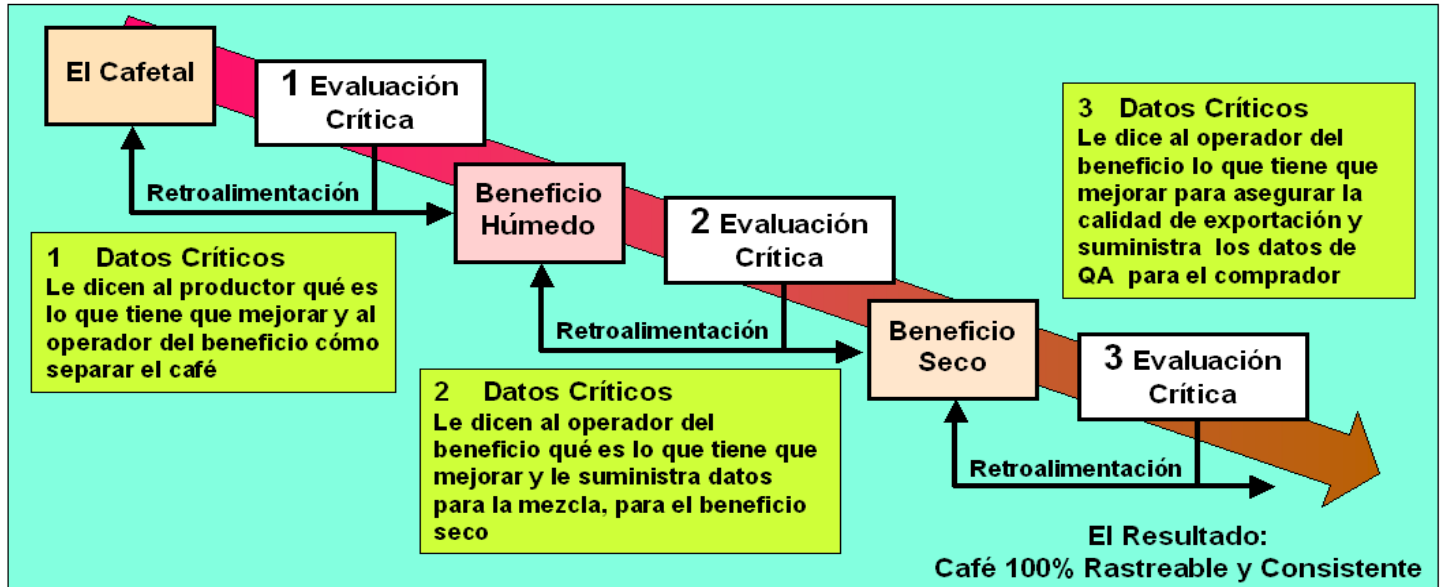 El Cafetal
1 Evaluación
Crítica
Retroalimentación
1 Datos Críticos
Le dicen al productor qué es
lo que tiene que mejorar y al
operador del beneficio cómo
separar el café
Beneficio
Húmedo
2 Evaluación
Crítica
Retroalimentación
2 Datos Críticos
Le dicen al operador del
beneficio qué es lo que tiene que
mejorar y le suministra datos
para la mezcla, para el beneficio
seco
Beneficio
Seco
3 Evaluación
Crítica
Retroalimentación
3 Datos Críticos
Le dice al operador del
beneficio lo que tiene que
mejorar para asegurar la
calidad de exportación y
suministra los datos de
QA para el comprador
El Resultado:
Café 100% Rastreable y Consistente